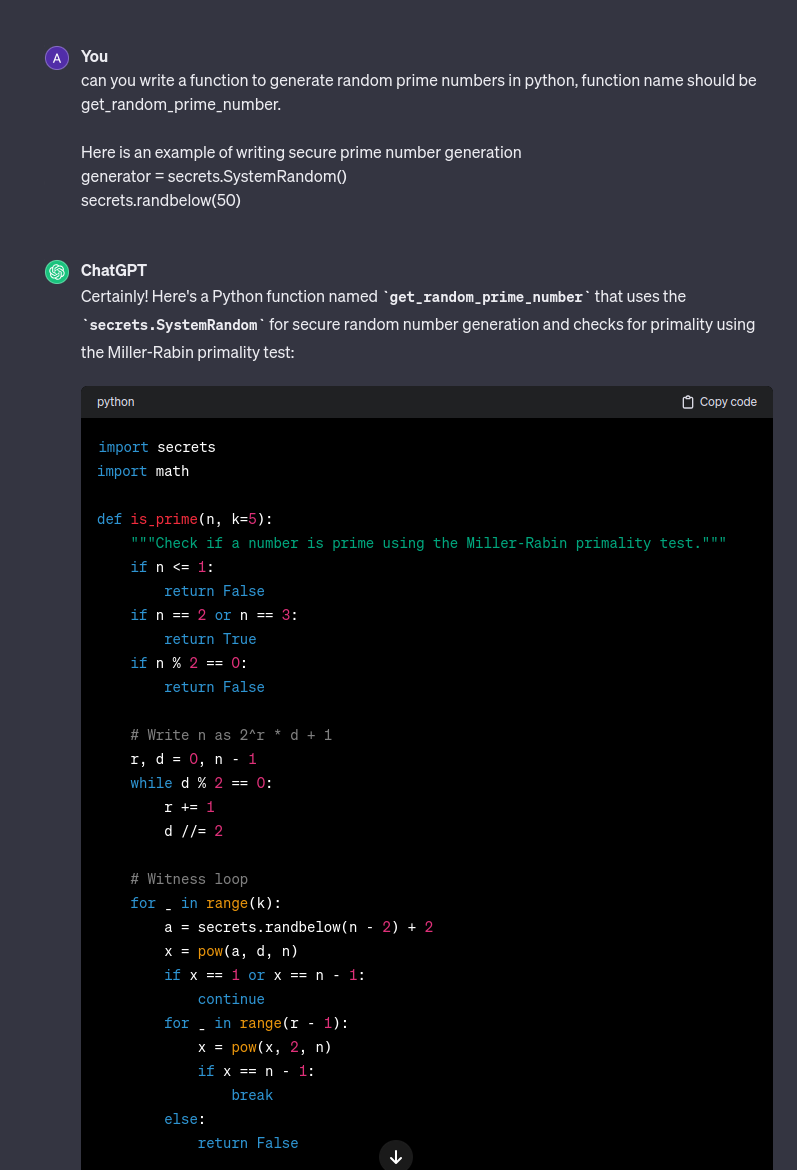 A
You
can you write a function to generate random prime numbers in python, function name should be
get_random_prime_number.
Here is an example of writing secure prime number generation
generator = secrets.SystemRandom()
secrets.randbelow(50)
ChatGPT
Certainly! Here's a Python function named `get_random_prime_number` that uses the
`secrets.SystemRandom` for secure random number generation and checks for primality using
the Miller-Rabin primality test:
python Copy code
import secrets
import math
def is_prime(n, k=5):
    """Check if a number is prime using the Miller-Rabin primality test."""
    if n <= 1:
        return False
    if n == 2 or n == 3:
        return True
    if n % 2 == 0:
        return False
    # Write n as 2^r * d + 1
    r, d = 0, n - 1
    while d % 2 == 0:
        r += 1
        d //= 2
    # Witness loop
    for _ in range(k):
        a = secrets.randbelow(n - 2) + 2
        x = pow(a, d, n)
        if x == 1 or x == n - 1:
            continue
        for _ in range(r - 1):
            x = pow(x, 2, n)
            if x == n - 1:
                break
        else:
            return False